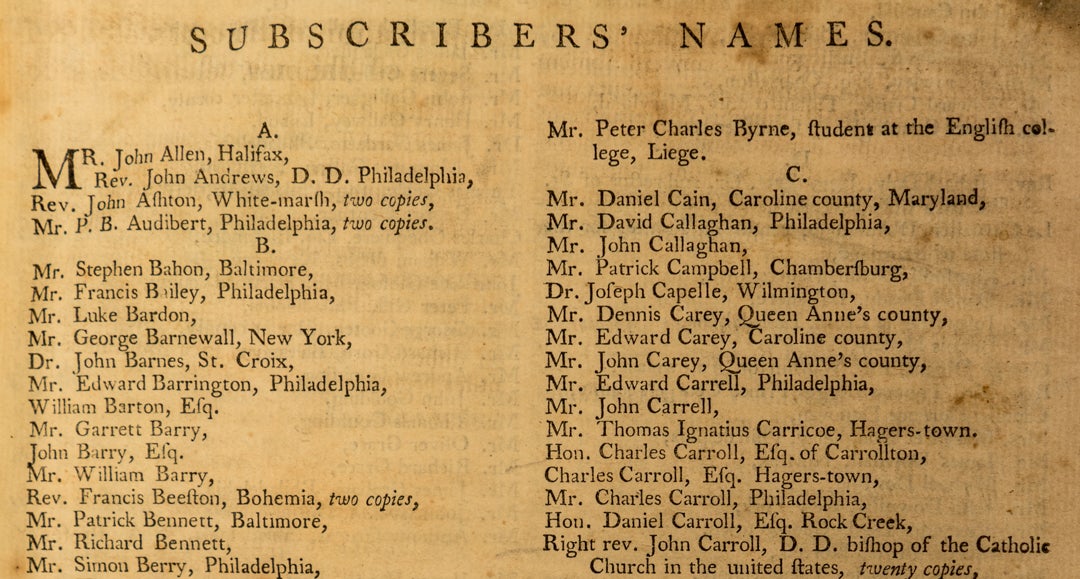 SUBSCRIBERS' NAMES.
A.
MR. John Allen, Halifax,
Rev. John Andrews, D. D. Philadelphia,
Rev. John Aſhton, White-marſh, two copies,
Mr. P. B. Audibert, Philadelphia, two copies.
B.
Mr. Stephen Bahon, Baltimore,
Mr. Francis Bailey, Philadelphia,
Mr. Luke Bardon,
Mr. George Barnewall, New York,
Dr. John Barnes, St. Croix,
Mr. Edward Barrington, Philadelphia,
William Barton, Eſq.
Mr. Garrett Barry,
John Barry, Eſq.
Mr. William Barry,
Rev. Francis Beeſton, Bohemia, two copies,
Mr. Patrick Bennett, Baltimore,
Mr. Richard Bennett,
Mr. Simon Berry, Philadelphia,
Mr. Peter Charles Byrne, ſtudent at the Engliſh col-
lege, Liege.
C.
Mr. Daniel Cain, Caroline county, Maryland,
Mr. David Callaghan, Philadelphia,
Mr. John Callaghan,
Mr. Patrick Campbell, Chamberſburg,
Dr. Joſeph Capelle, Wilmington,
Mr. Dennis Carey, Queen Anne's county,
Mr. Edward Carey, Caroline county,
Mr. John Carey, Queen Anne's county,
Mr. Edward Carrell, Philadelphia,
Mr. John Carrell,
Mr. Thomas Ignatius Carricoe, Hagers-town.
Hon. Charles Carroll, Eſq. of Carrollton,
Charles Carroll, Eſq. Hagers-town,
Mr. Charles Carroll, Philadelphia,
Hon. Daniel Carroll, Eſq. Rock Creek,
Right rev. John Carroll, D. D. biſhop of the Catholic
Church in the united ſtates, twenty copies,